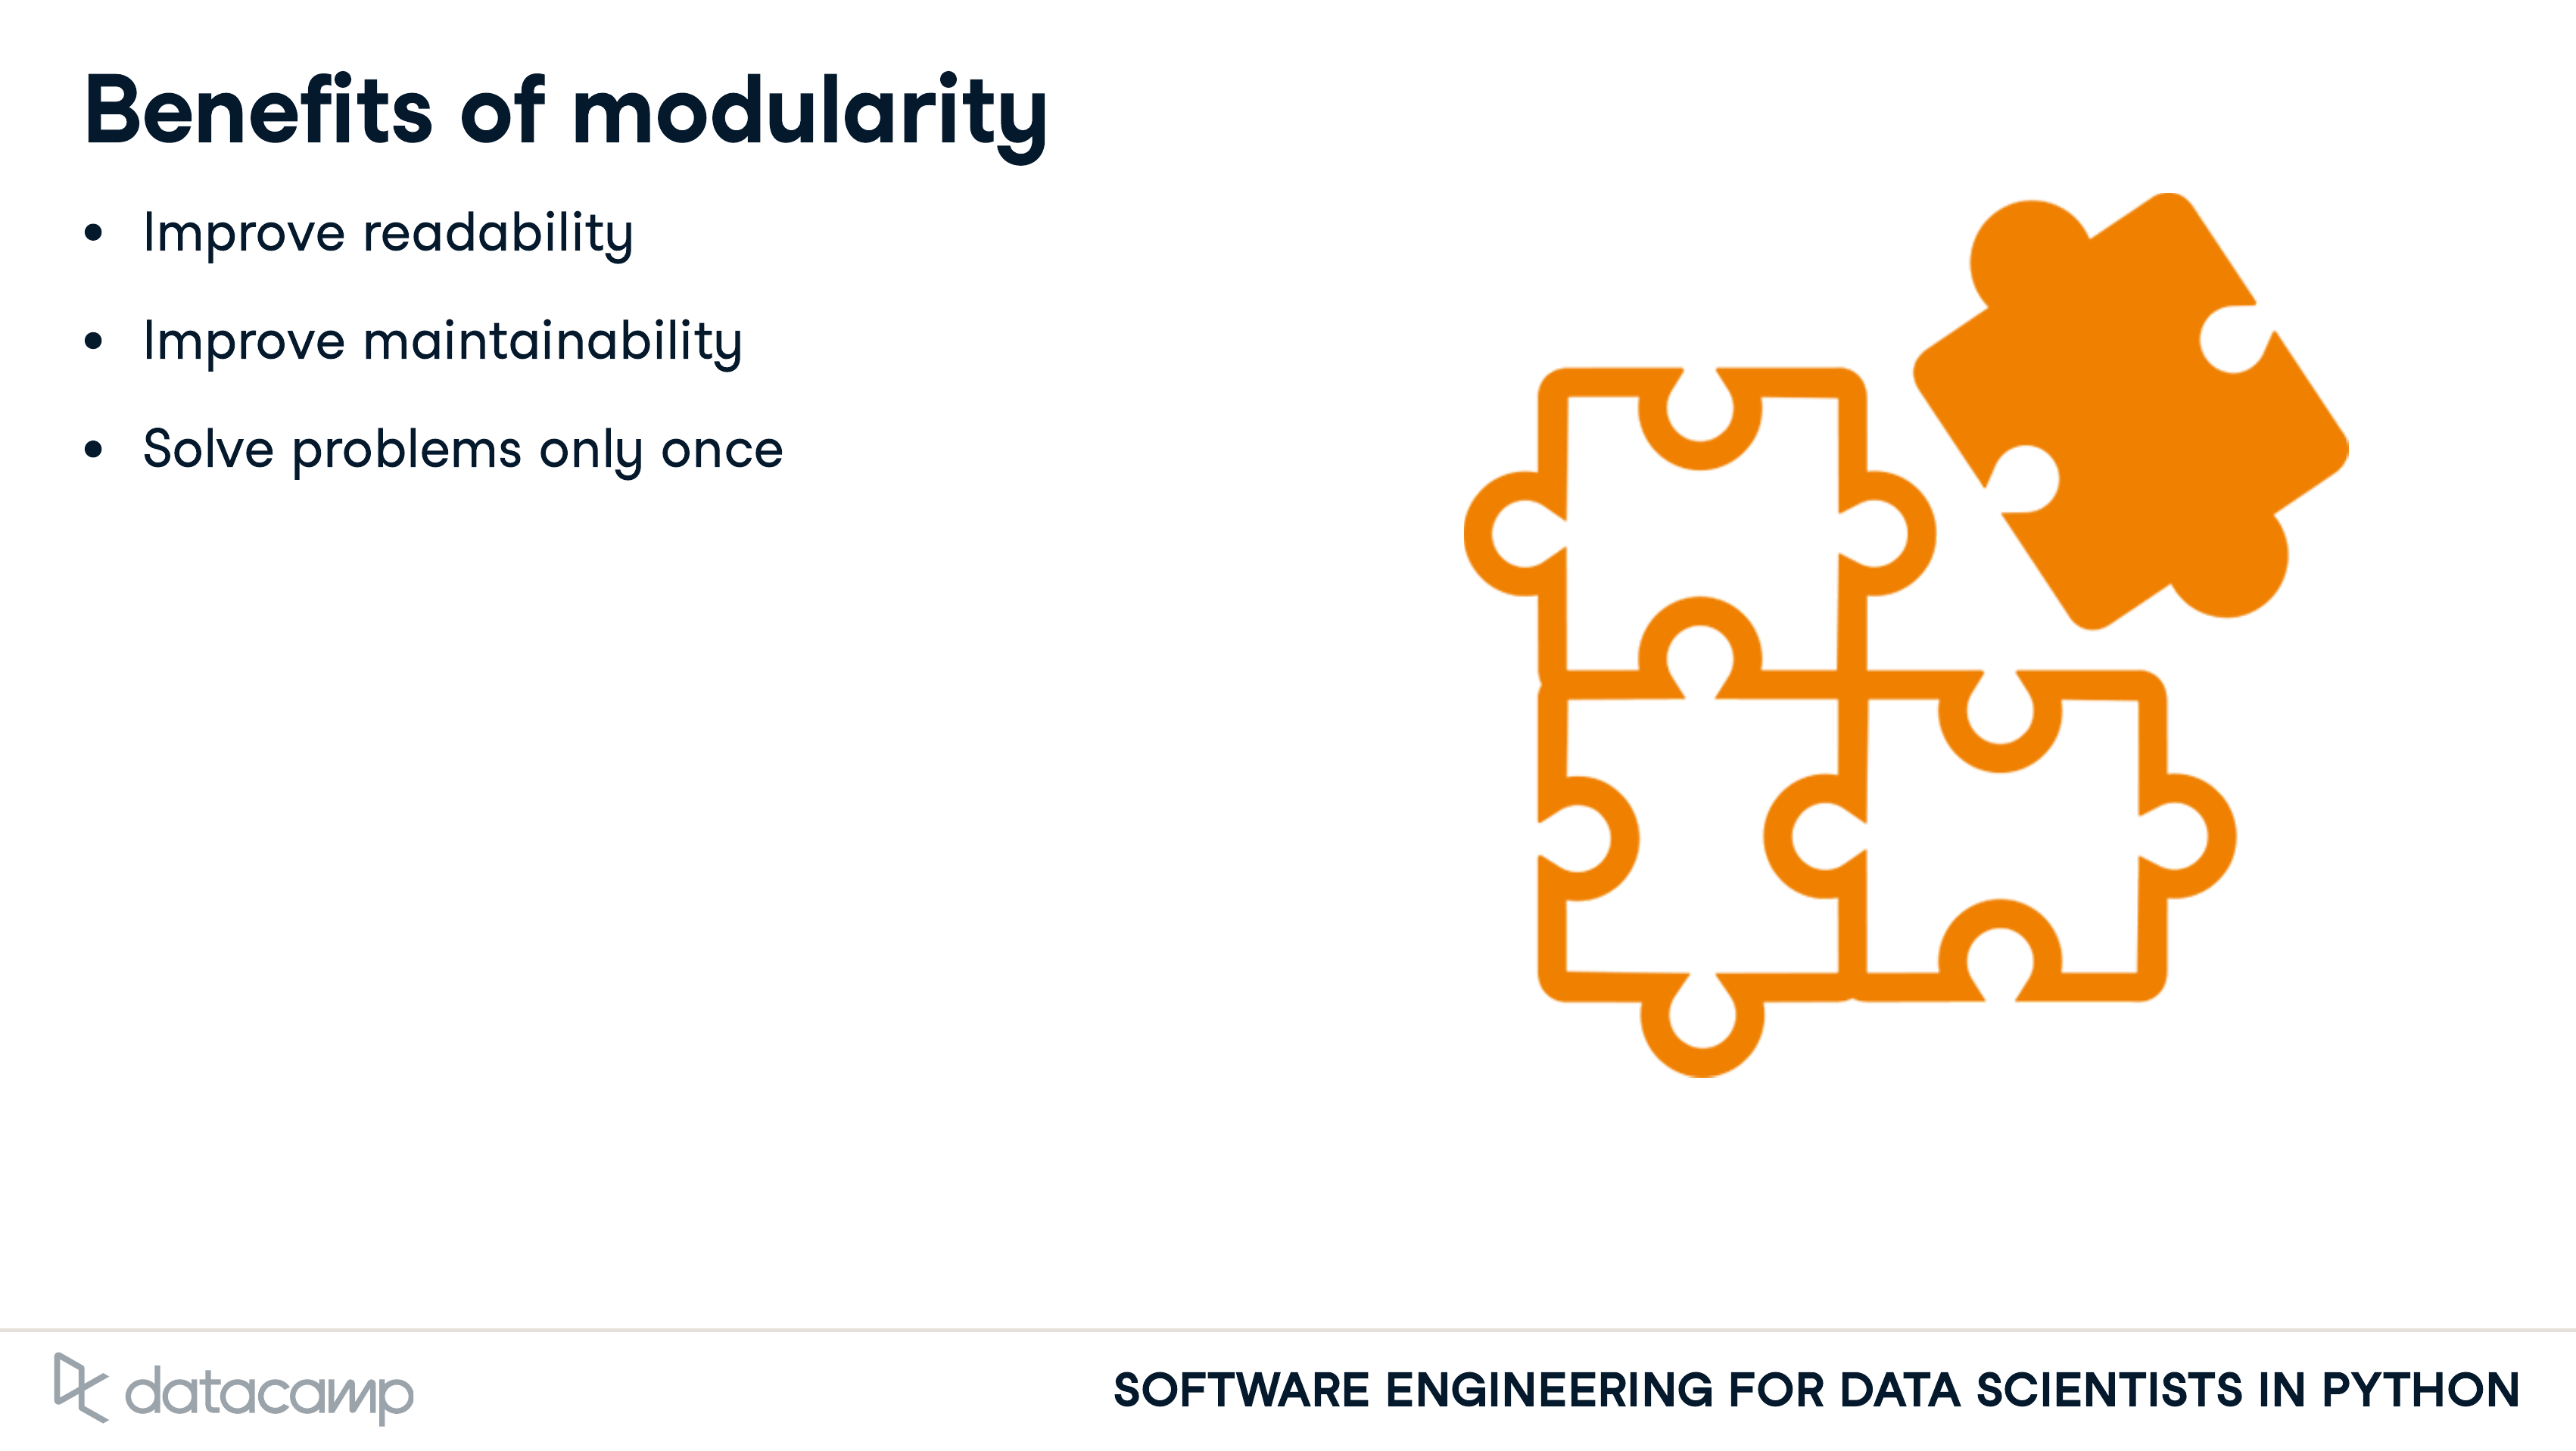 Benefits of modularity
• Improve readability
• Improve maintainability
• Solve problems only once
datacamp
SOFTWARE ENGINEERING FOR DATA SCIENTISTS IN PYTHON